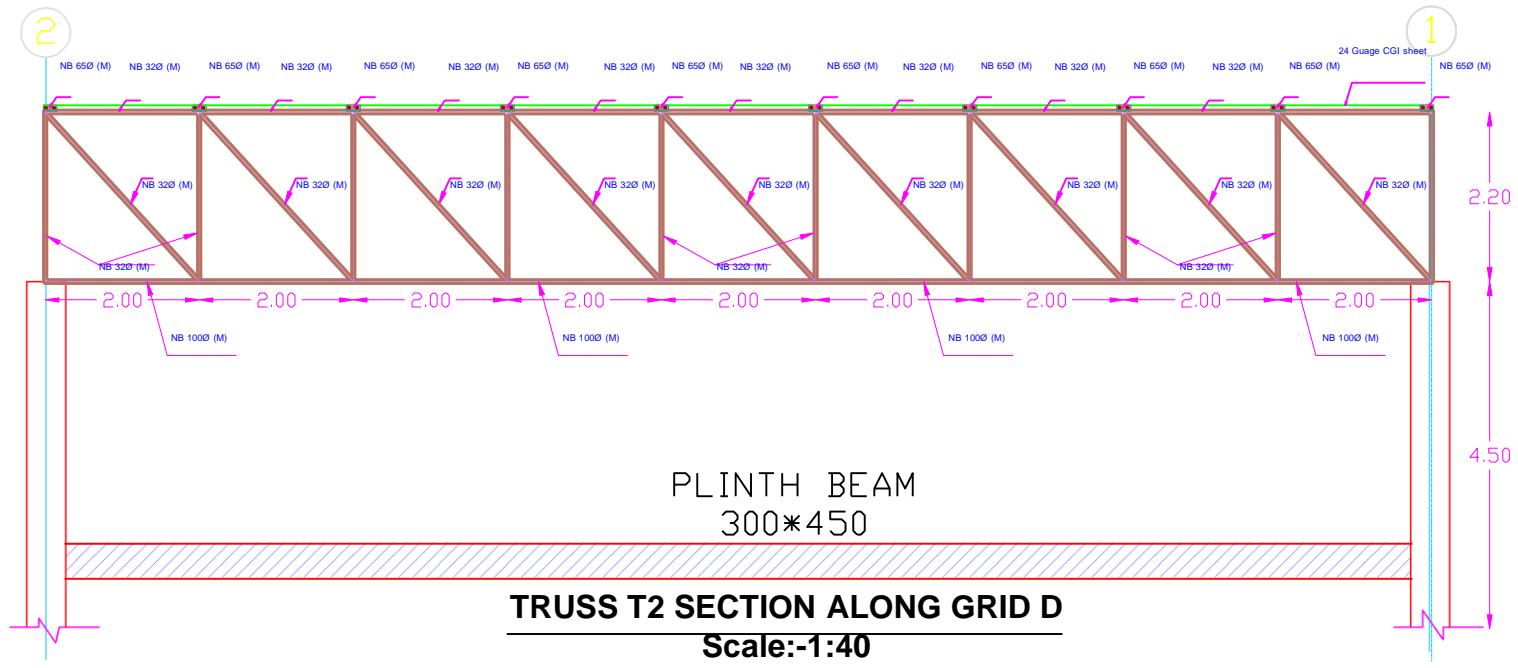 2
1
24 Guage CGI sheet
NB 65Ø (M) NB 32Ø (M) NB 65Ø (M) NB 32Ø (M) NB 65Ø (M) NB 32Ø (M) NB 65Ø (M) NB 32Ø (M) NB 65Ø (M) NB 32Ø (M) NB 65Ø (M) NB 32Ø (M) NB 65Ø (M) NB 32Ø (M) NB 65Ø (M) NB 32Ø (M) NB 65Ø (M) NB 65Ø (M)
NB 32Ø (M) NB 32Ø (M) NB 32Ø (M) NB 32Ø (M) NB 32Ø (M) NB 32Ø (M) NB 32Ø (M) NB 32Ø (M) NB 32Ø (M)
2.20
NB 32Ø (M) NB 32Ø (M) NB 32Ø (M)
2.00 2.00 2.00 2.00 2.00 2.00 2.00 2.00 2.00
NB 100Ø (M) NB 100Ø (M) NB 100Ø (M) NB 100Ø (M)
4.50
PLINTH BEAM
300*450
TRUSS T2 SECTION ALONG GRID D
Scale:-1:40